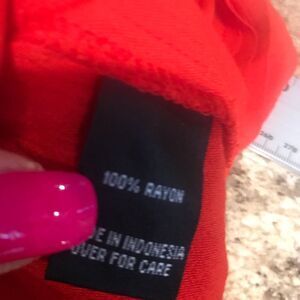 100% RAYON
E IN INDONESIA
OVER FOR CARE